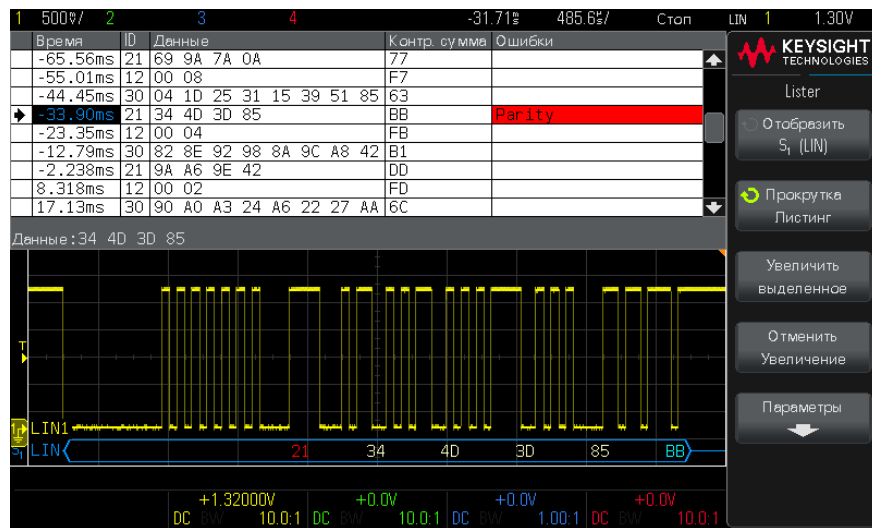 1 500♉/ 2 3 4 -31.71♏ 485.6♑/ Стоп LIN 1 1.30V
Время ID Данные Контр. сумма Ошибки
-65.56ms 21 69 9A 7A 0A 77
-55.01ms 12 00 08 F7
-44.45ms 30 04 1D 25 31 15 39 51 85 63
-33.90ms 21 34 4D 3D 85 BB Parity
-23.35ms 12 00 04 FB
-12.79ms 30 82 8E 92 98 8A 9C A8 42 B1
-2.238ms 21 9A A6 9E 42 DD
8.318ms 12 00 02 FD
17.13ms 30 90 A0 A3 24 A6 22 27 AA 6C
Данные:34 4D 3D 85
T
LIN1
S1 LIN 21 34 4D 3D 85 BB
+1.32000V +0.0V +0.0V +0.0V
DC BW 10.0:1 DC BW 10.0:1 DC BW 1.00:1 DC BW 10.0:1
KEYSIGHT
TECHNOLOGIES
Lister
Отобразить
S1 (LIN)
Прокрутка
Листинг
Увеличить
выделенное
Отменить
Увеличение
Параметры